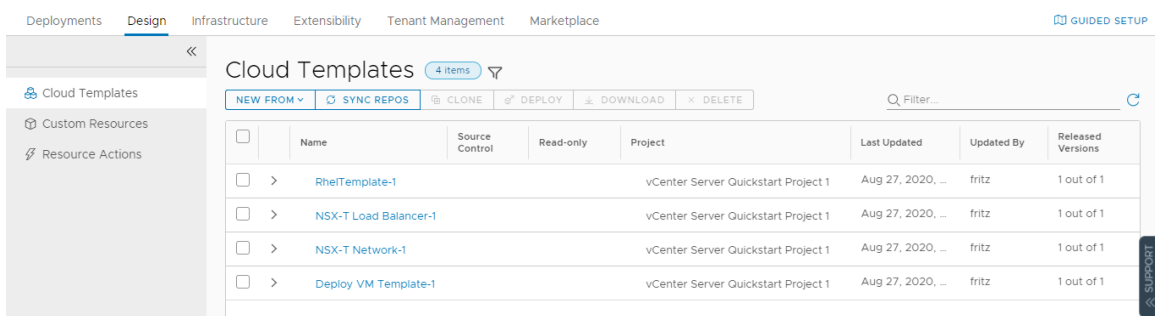 Deployments Design Infrastructure Extensibility Tenant Management Marketplace GUIDED SETUP
Cloud Templates 4 items
Cloud Templates
Custom Resources
Resource Actions
NEW FROM SYNC REPOS CLONE DEPLOY DOWNLOAD DELETE Filter...
Name Source Control Read-only Project Last Updated Updated By Released Versions
RhelTemplate-1 vCenter Server Quickstart Project 1 Aug 27, 2020, ... fritz 1 out of 1
NSX-T Load Balancer-1 vCenter Server Quickstart Project 1 Aug 27, 2020, ... fritz 1 out of 1
NSX-T Network-1 vCenter Server Quickstart Project 1 Aug 27, 2020, ... fritz 1 out of 1
Deploy VM Template-1 vCenter Server Quickstart Project 1 Aug 27, 2020, ... fritz 1 out of 1
SUPPORT